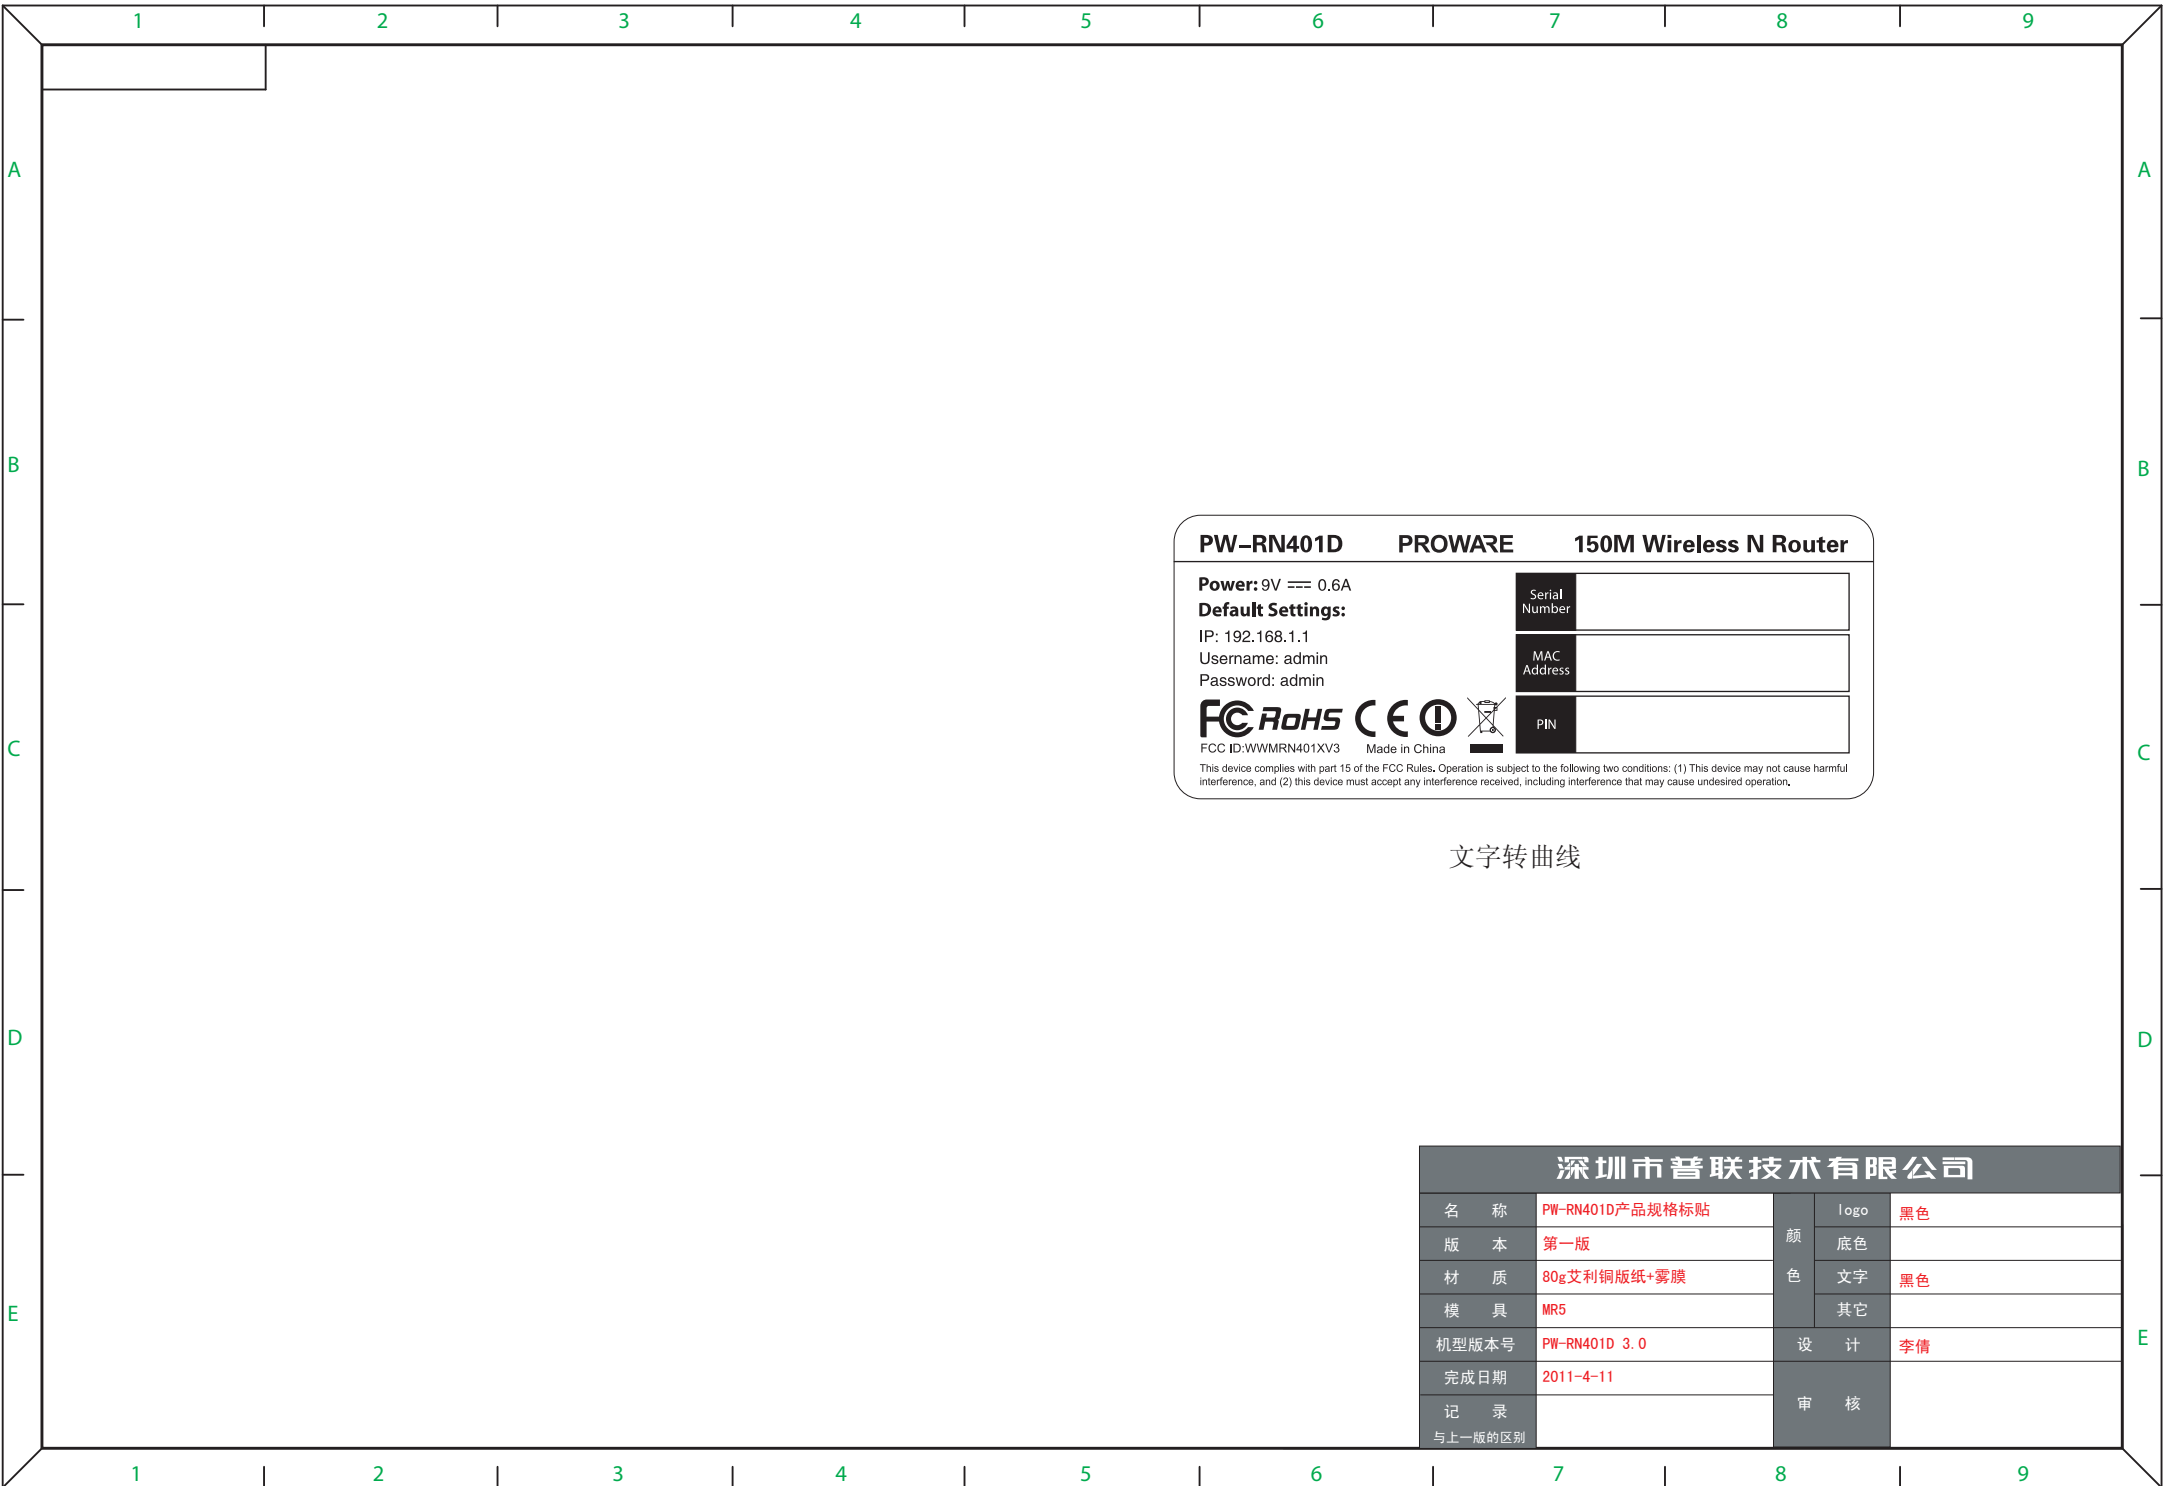 1 2 3 4 5 6 7 8 9
A A
B B
PW-RN401D PROWARE 150M Wireless N Router
Power: 9V 0.6A
Default Settings:
IP: 192.168.1.1
Username: admin
Password: admin
Serial
Number
MAC
Address
PIN
FC RoHS CE
FCC ID:WWMRN401XV3 Made in China
This device complies with part 15 of the FCC Rules. Operation is subject to the following two conditions: (1) This device may not cause harmful
interference, and (2) this device must accept any interference received, including interference that may cause undesired operation.
C C
文字转曲线
D D
深圳市普联技术有限公司
名 称 PW-RN401D产品规格标贴 颜色 logo 黑色
版 本 第一版 底色
材 质 80g艾利铜版纸+雾膜 文字 黑色
模 具 MR5 其它
机型版本号 PW-RN401D 3.0 设 计 李倩
完成日期 2011-4-11 审 核
记 录
与上一版的区别
E E
1 2 3 4 5 6 7 8 9